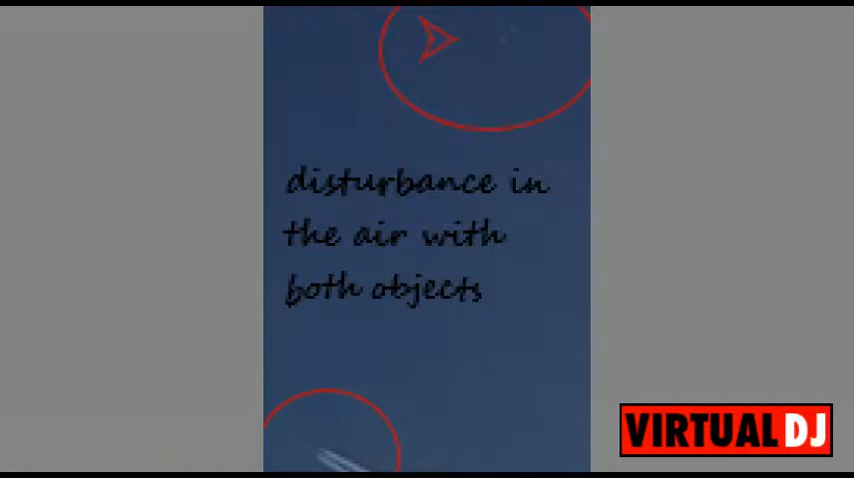 disturbance in
the air with
both objects
VIRTUAL DJ